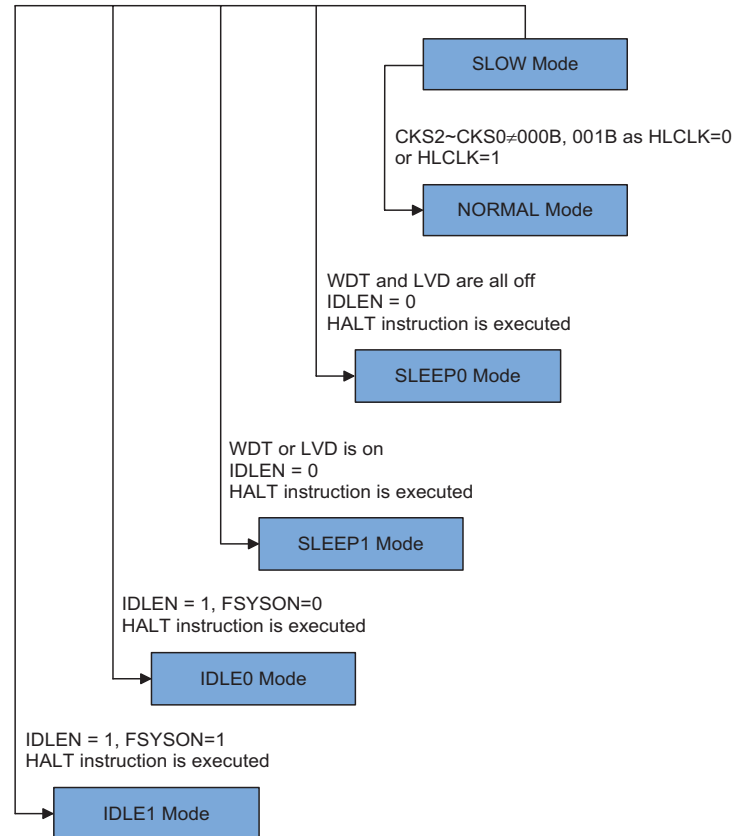 SLOW Mode
CKS2~CKS0≠000B, 001B as HLCLK=0
or HLCLK=1
NORMAL Mode
WDT and LVD are all off
IDLEN = 0
HALT instruction is executed
SLEEP0 Mode
WDT or LVD is on
IDLEN = 0
HALT instruction is executed
SLEEP1 Mode
IDLEN = 1, FSYSON=0
HALT instruction is executed
IDLE0 Mode
IDLEN = 1, FSYSON=1
HALT instruction is executed
IDLE1 Mode